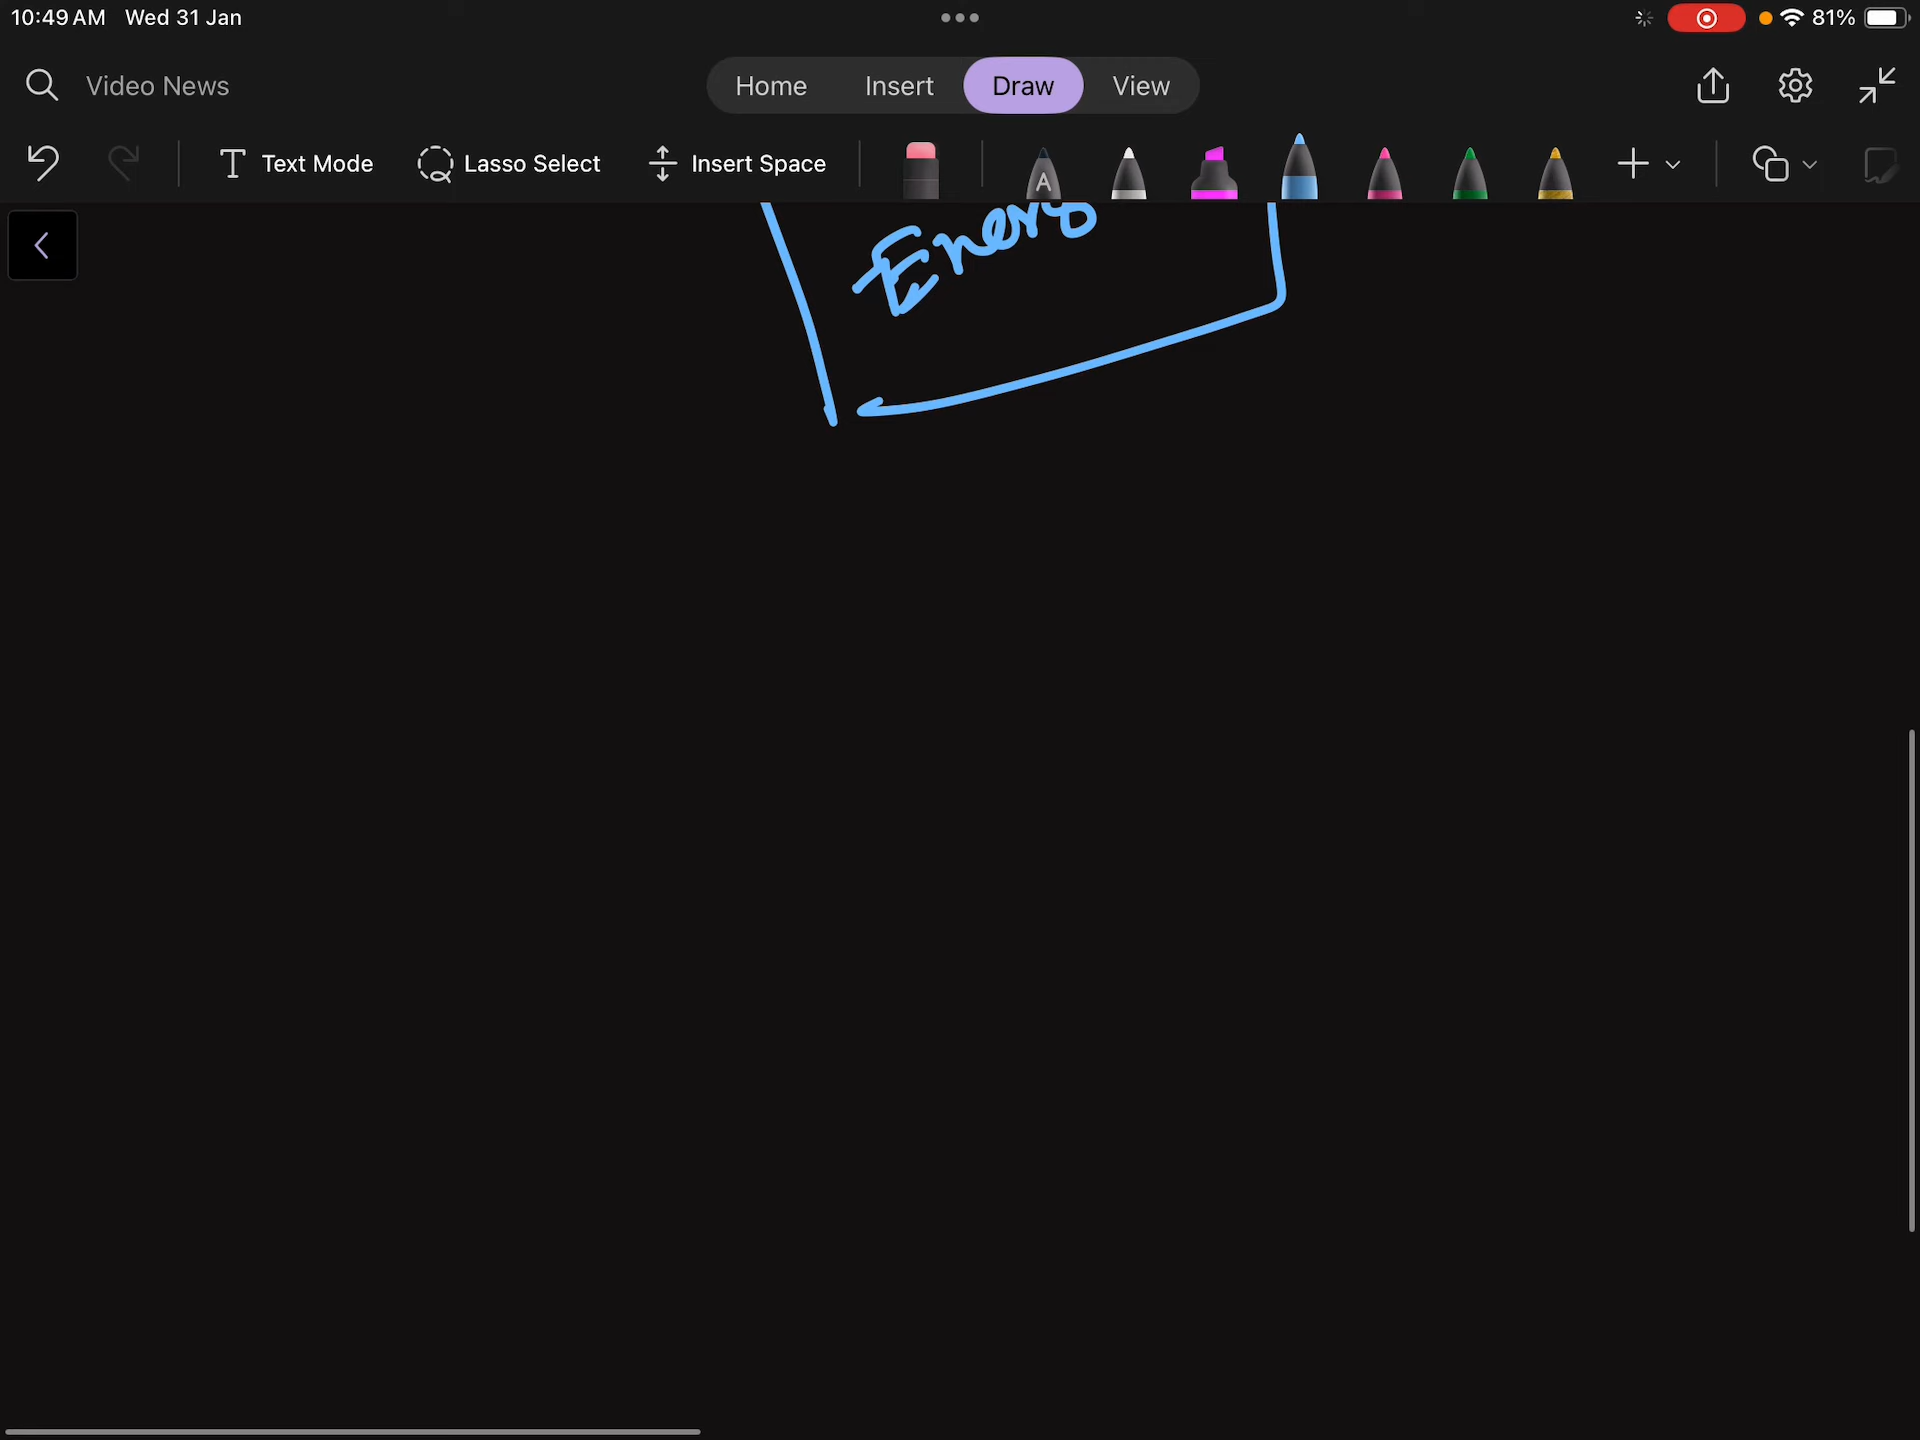 10:49 AM Wed 31 Jan
81%
Video News
Home Insert Draw View
Text Mode Lasso Select Insert Space
A